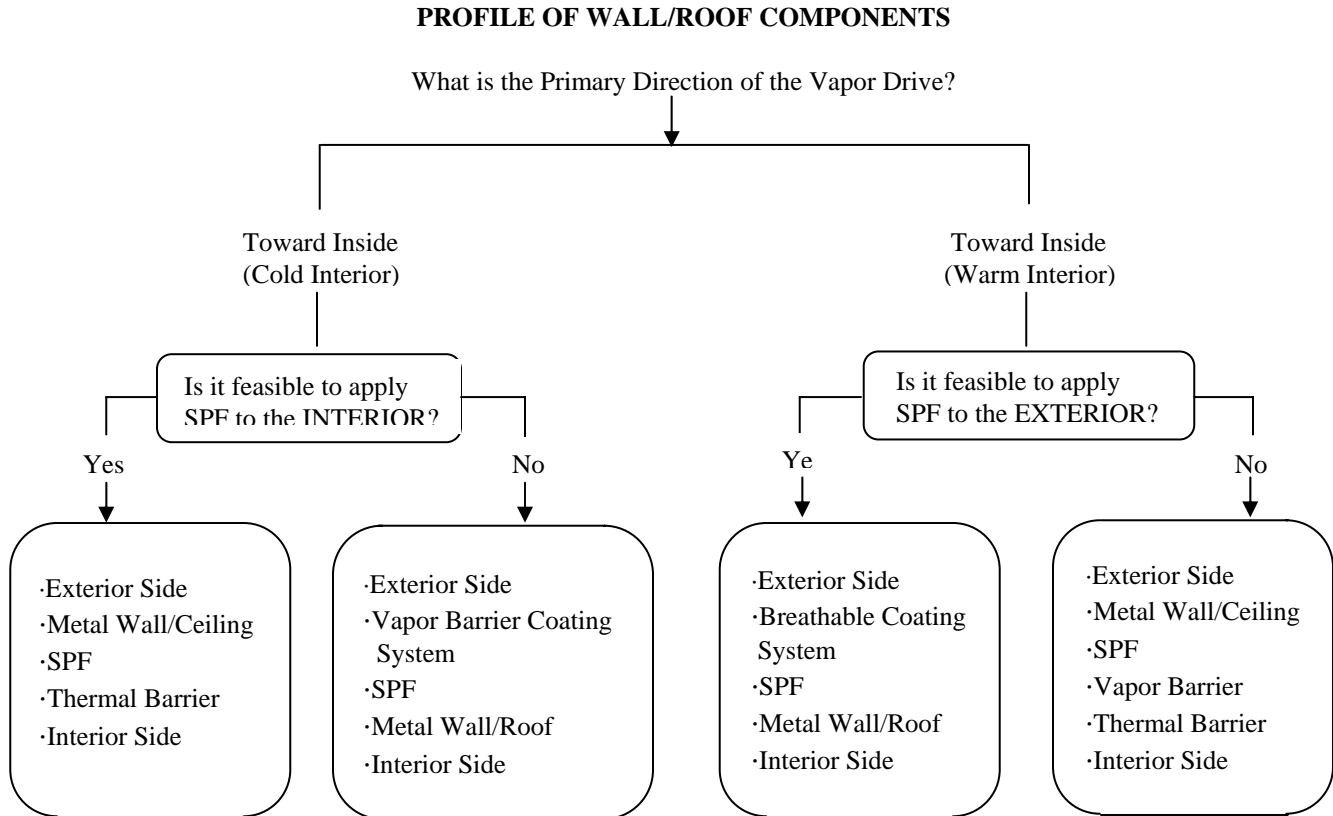 PROFILE OF WALL/ROOF COMPONENTS
What is the Primary Direction of the Vapor Drive?
Toward Inside
(Cold Interior)
Toward Inside
(Warm Interior)
Is it feasible to apply
SPF to the INTERIOR?
Is it feasible to apply
SPF to the EXTERIOR?
Yes
No
Ye
No
·Exterior Side
·Metal Wall/Ceiling
·SPF
·Thermal Barrier
·Interior Side
·Exterior Side
·Vapor Barrier Coating
System
·SPF
·Metal Wall/Roof
·Interior Side
·Exterior Side
·Breathable Coating
System
·SPF
·Metal Wall/Roof
·Interior Side
·Exterior Side
·Metal Wall/Ceiling
·SPF
·Vapor Barrier
·Thermal Barrier
·Interior Side